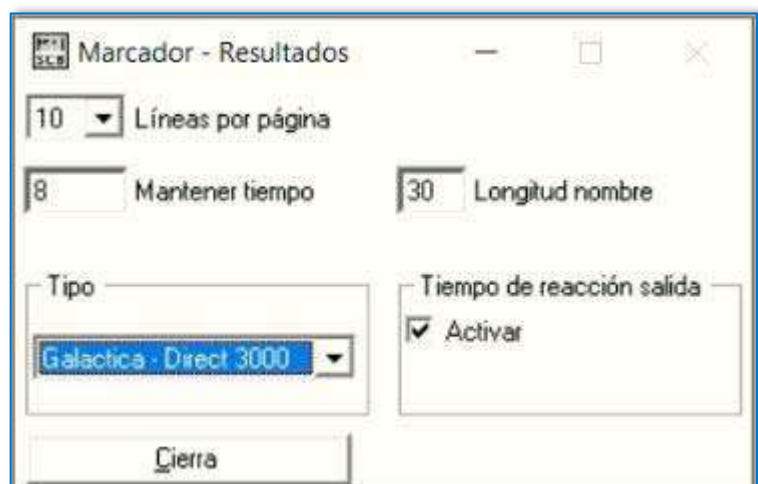 Marcador - Resultados
10 Líneas por página
8 Mantener tiempo 30 Longitud nombre
Tipo Tiempo de reacción salida
Activar
Galactica - Direct 3000
Cierra